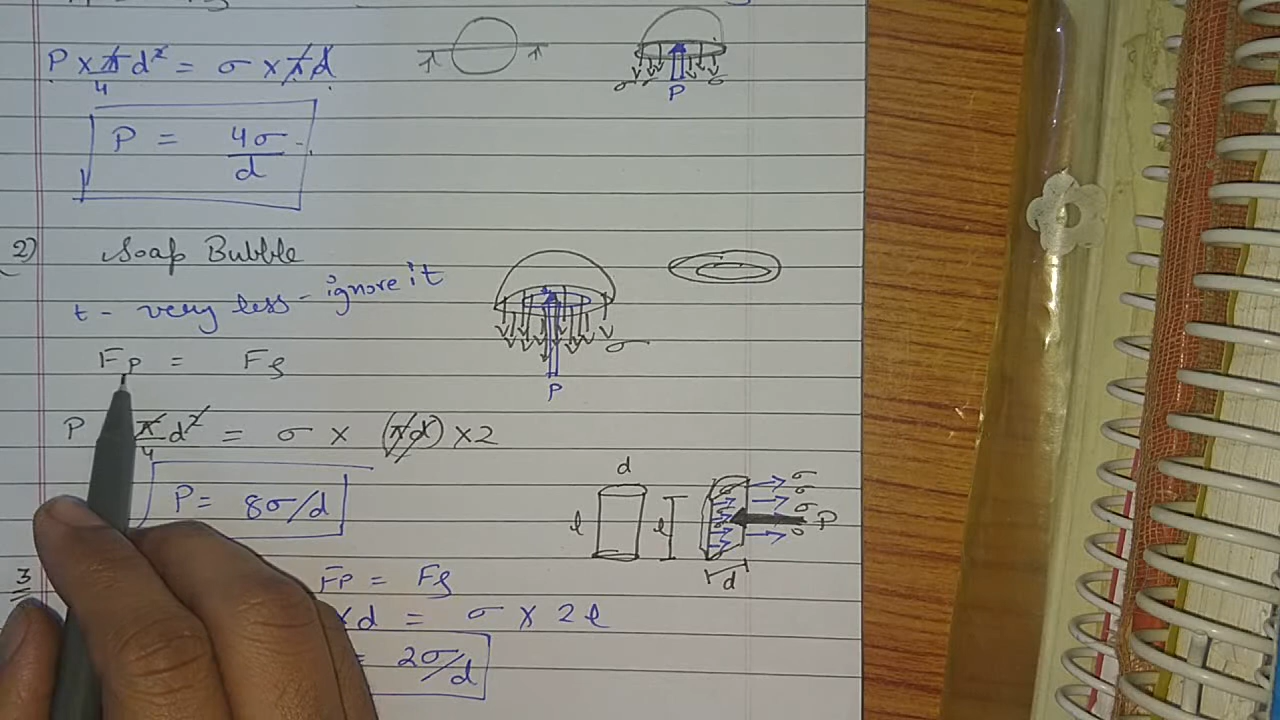 P × π/4 d² = σ × πd
σ σ
P
P = 4σ/d
2) Soap Bubble
t - very less - ignore it
σ
P
Fp = Fs
P π/4 d² = σ × (πd) × 2
P = 8σ/d
d
l l
σ
σ
σ
σ
P
d
3
Fp = Fs
×d = σ × 2l
= 2σ/d